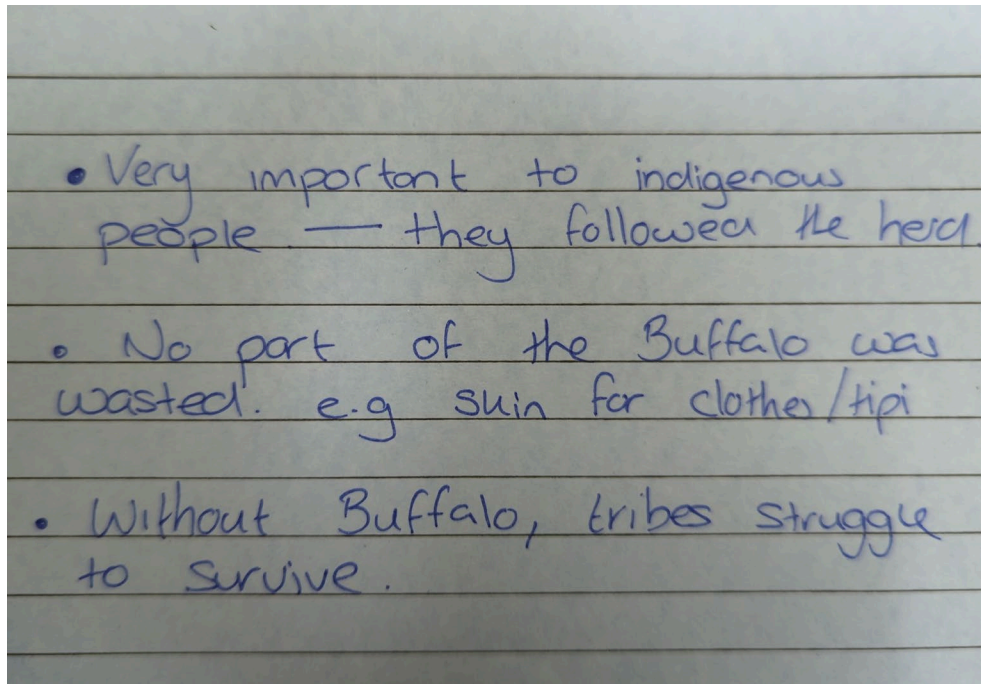 • Very important to indigenous
people — they followed the herd.
• No part of the Buffalo was
wasted. e.g skin for clothes/tipi
• Without Buffalo, tribes struggle
to survive.